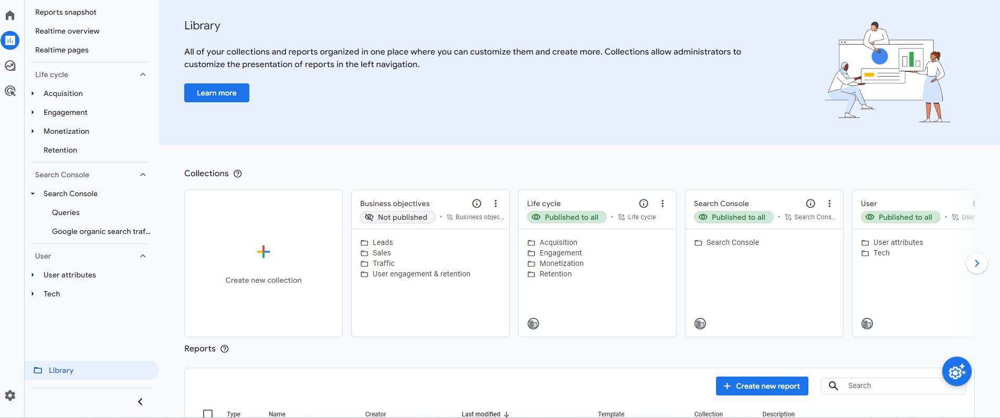 Reports snapshot
Realtime overview
Realtime pages
Life cycle
Acquisition
Engagement
Monetization
Retention
Search Console
Search Console
Queries
Google organic search traf...
User
User attributes
Tech
Library
Library
All of your collections and reports organized in one place where you can customize them and create more. Collections allow administrators to
customize the presentation of reports in the left navigation.
Learn more
Collections
Create new collection
Business objectives
Not published · Business objec...
Leads
Sales
Traffic
User engagement & retention
Life cycle
Published to all · Life cycle
Acquisition
Engagement
Monetization
Retention
Search Console
Published to all · Search Cons...
Search Console
User
Published to all · User
User attributes
Tech
Reports
+ Create new report
Search
Type Name Creator Last modified Template Collection Description